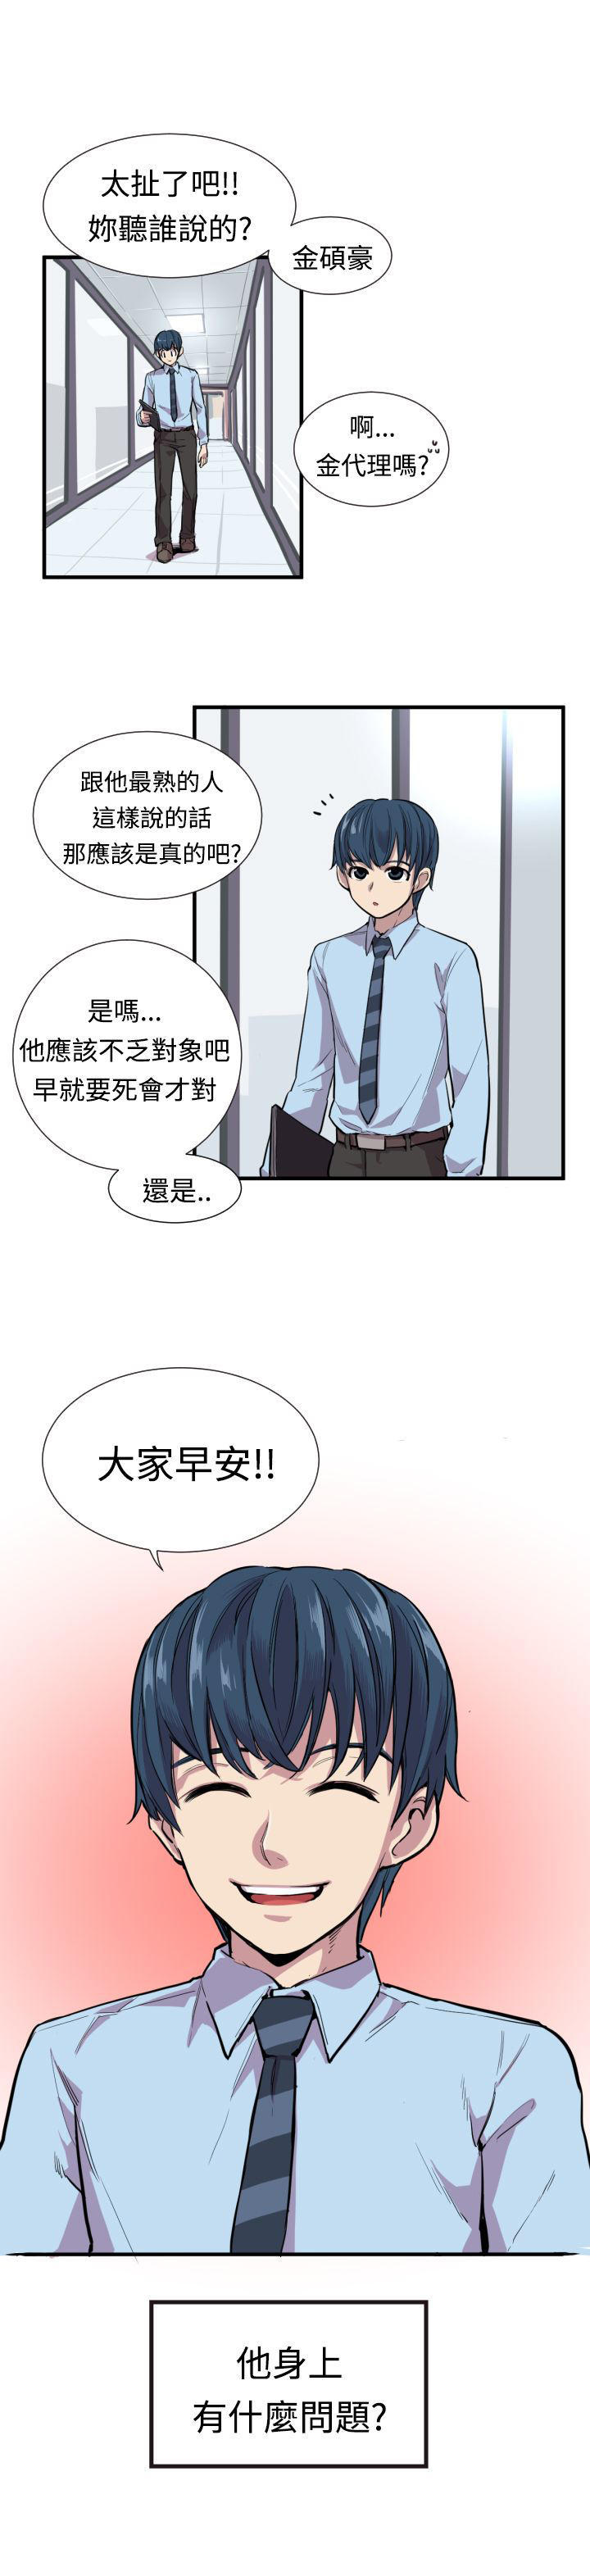 太扯了吧!!
妳聽誰說的?
金碩豪
啊...
金代理嗎?
跟他最熟的人
這樣說的話
那應該是真的吧?
是嗎...
他應該不乏對象吧
早就要死會才對
還是..
大家早安!!
他身上
有什麼問題?